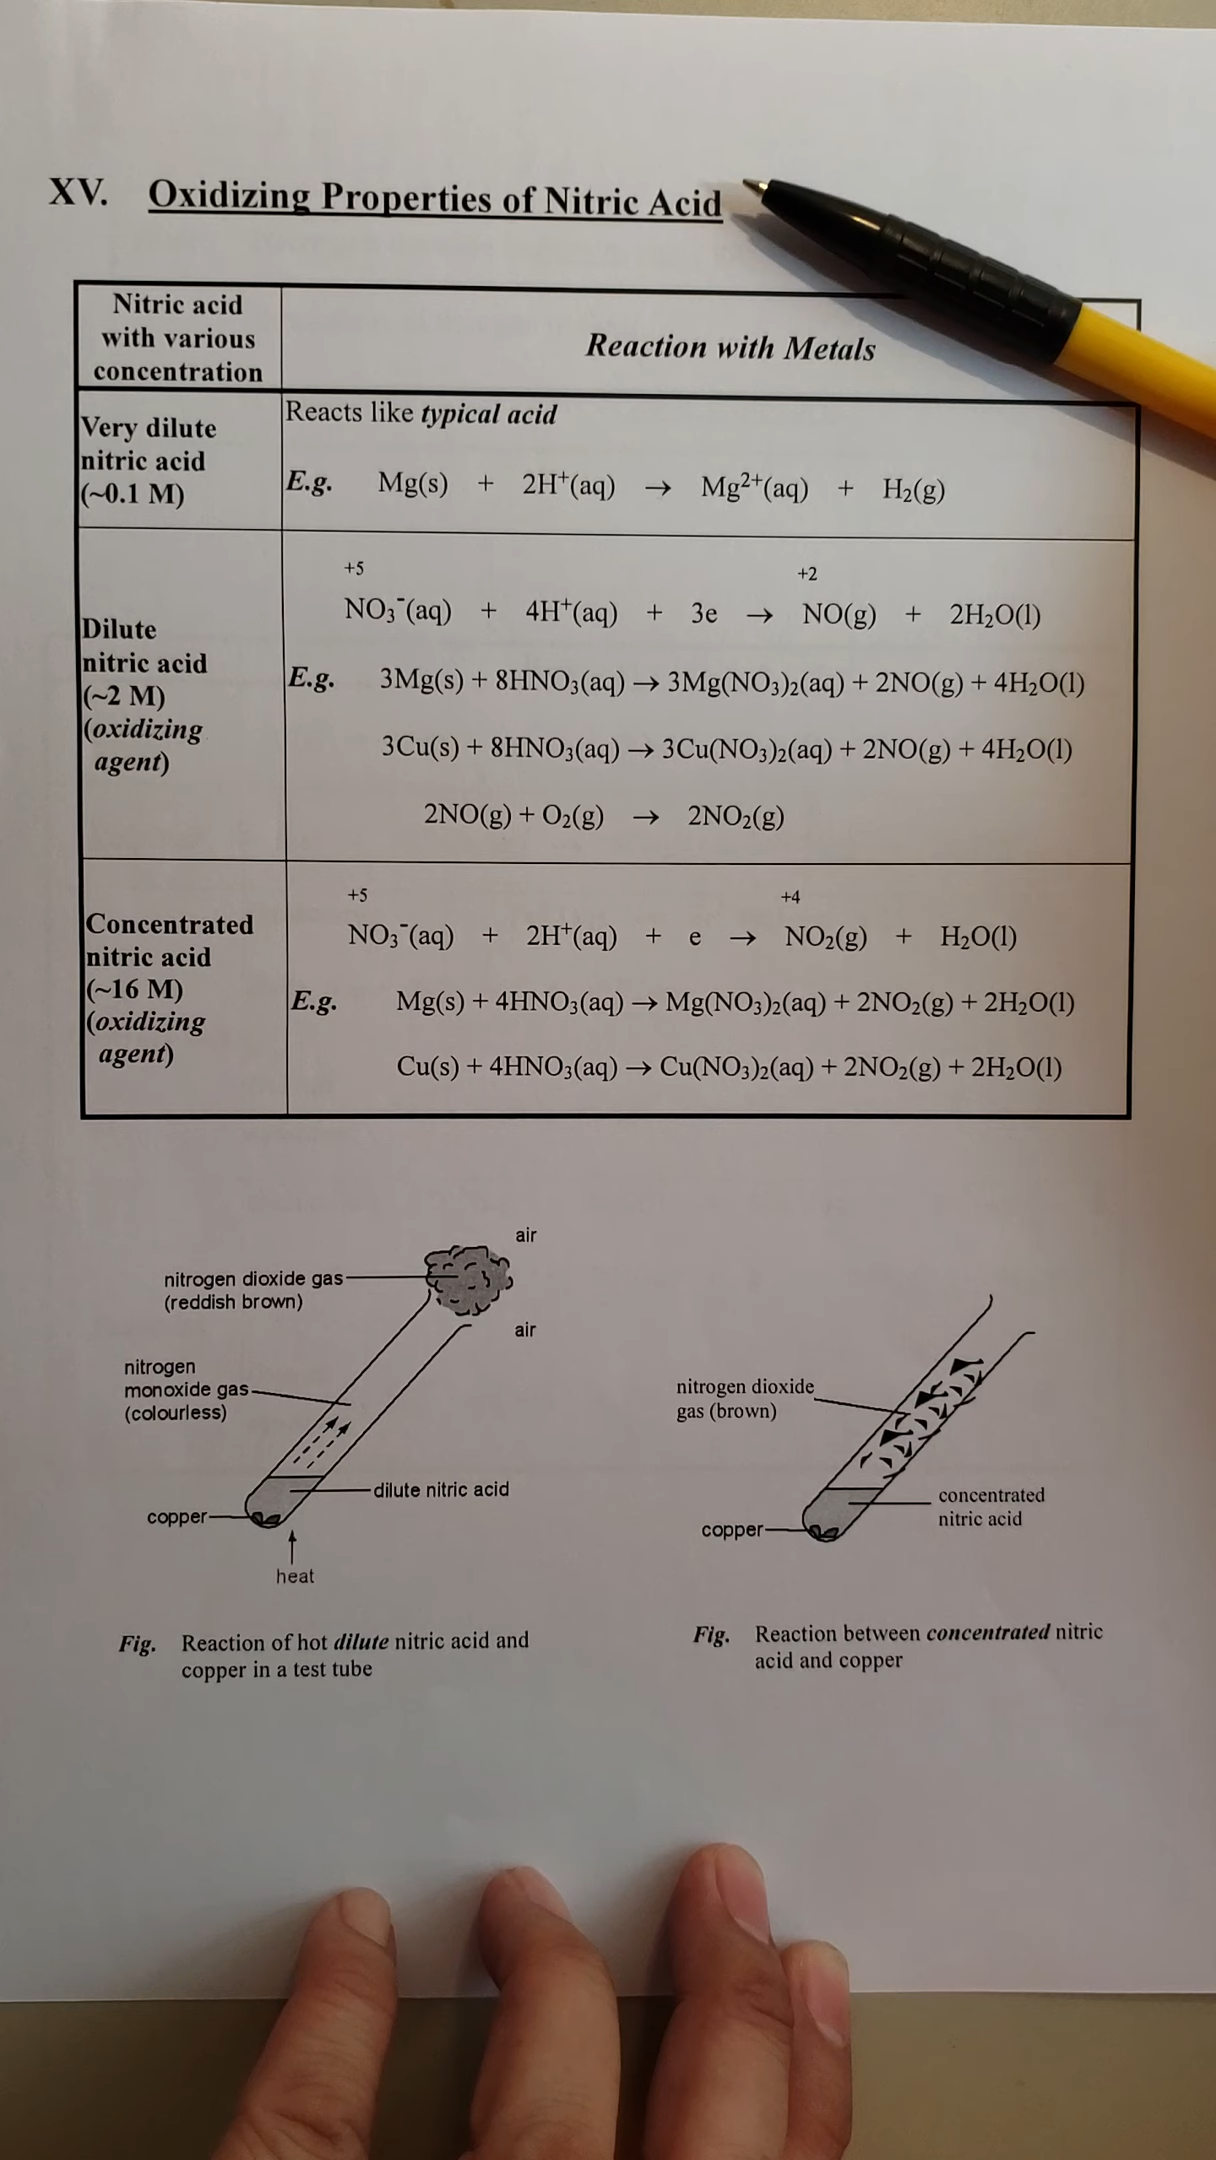 XV. Oxidizing Properties of Nitric Acid
Nitric acid
with various
concentration
Reaction with Metals
Very dilute
nitric acid
(~0.1 M)
Reacts like typical acid
E.g. Mg(s) + 2H⁺(aq) → Mg²⁺(aq) + H₂(g)
Dilute
nitric acid
(~2 M)
(oxidizing
agent)
+5 +2
NO₃⁻(aq) + 4H⁺(aq) + 3e → NO(g) + 2H₂O(l)
E.g. 3Mg(s) + 8HNO₃(aq) → 3Mg(NO₃)₂(aq) + 2NO(g) + 4H₂O(l)
3Cu(s) + 8HNO₃(aq) → 3Cu(NO₃)₂(aq) + 2NO(g) + 4H₂O(l)
2NO(g) + O₂(g) → 2NO₂(g)
Concentrated
nitric acid
(~16 M)
(oxidizing
agent)
+5 +4
NO₃⁻(aq) + 2H⁺(aq) + e → NO₂(g) + H₂O(l)
E.g. Mg(s) + 4HNO₃(aq) → Mg(NO₃)₂(aq) + 2NO₂(g) + 2H₂O(l)
Cu(s) + 4HNO₃(aq) → Cu(NO₃)₂(aq) + 2NO₂(g) + 2H₂O(l)
air
nitrogen dioxide gas
(reddish brown)
air
nitrogen
monoxide gas
(colourless)
dilute nitric acid
copper
heat
Fig. Reaction of hot dilute nitric acid and
copper in a test tube
nitrogen dioxide
gas (brown)
concentrated
nitric acid
copper
Fig. Reaction between concentrated nitric
acid and copper